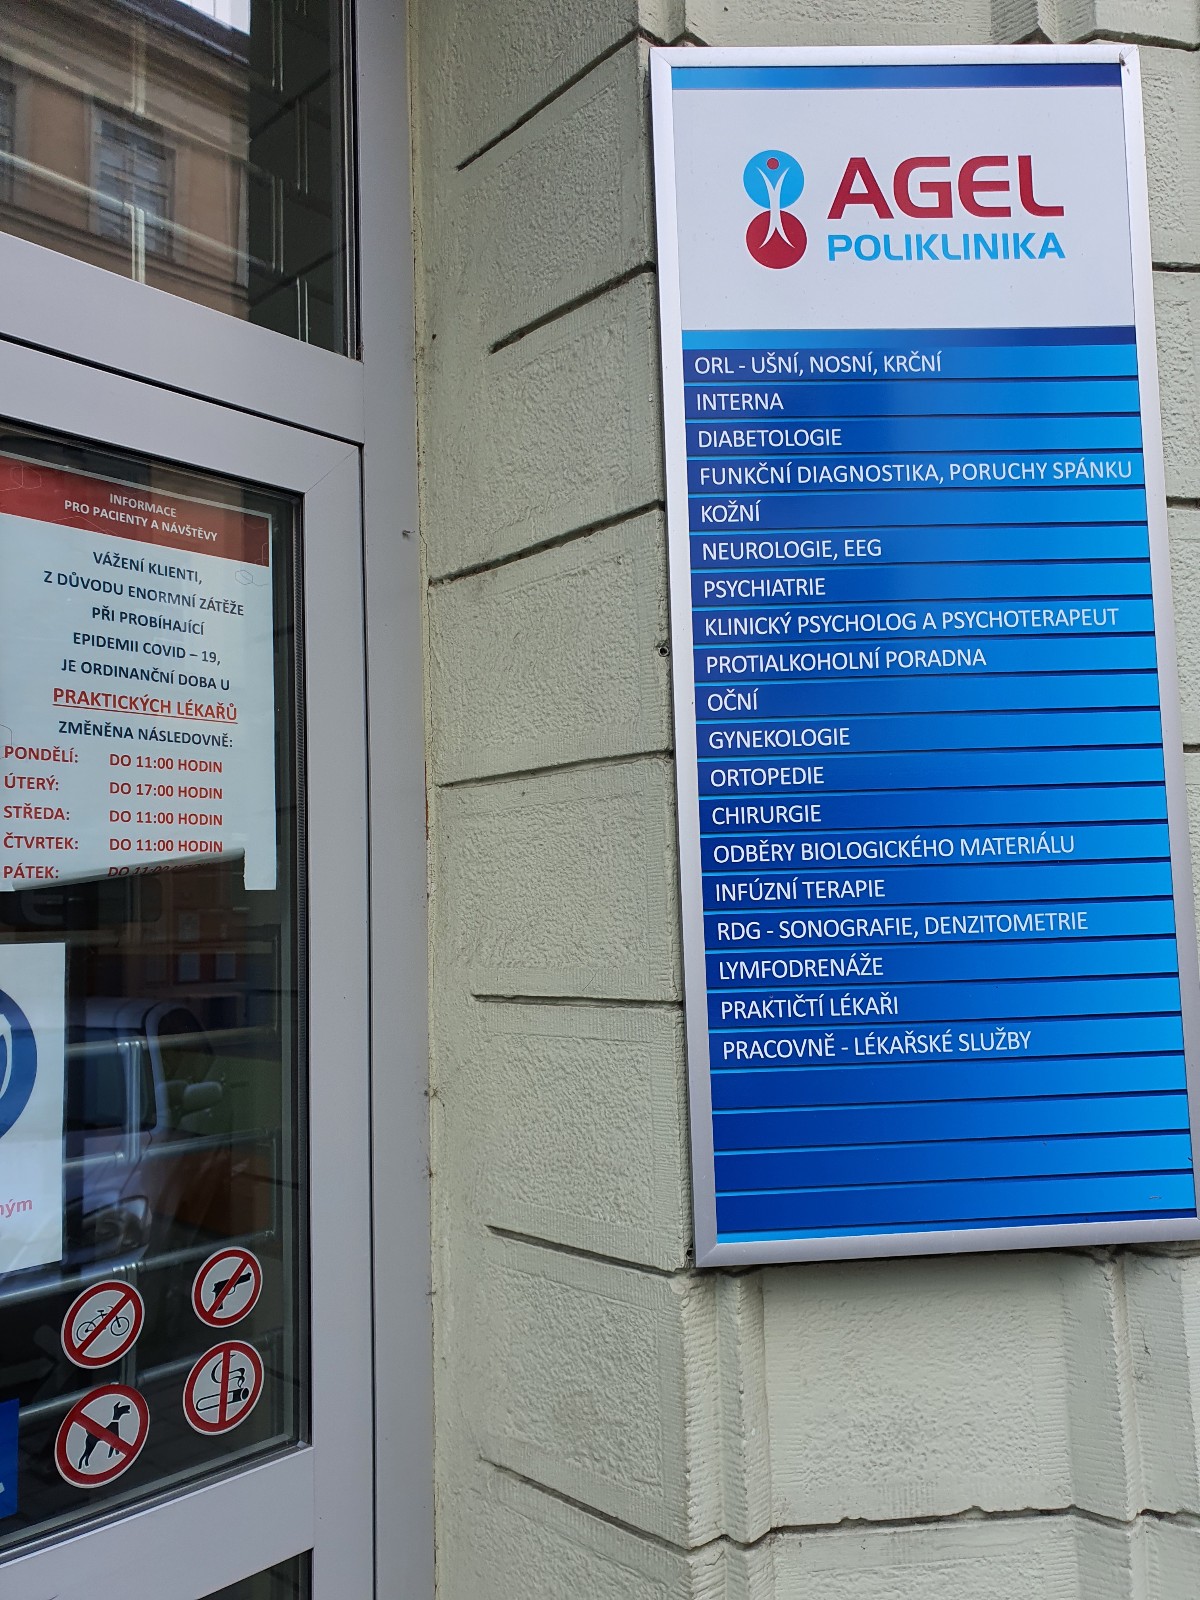 INFORMACE
PRO PACIENTY A NÁVŠTĚVY
VÁŽENÍ KLIENTI,
Z DŮVODU ENORMNÍ ZÁTĚŽE
PŘI PROBÍHAJÍCÍ
EPIDEMII COVID – 19,
JE ORDINANČNÍ DOBA U
PRAKTICKÝCH LÉKAŘŮ
ZMĚNĚNA NÁSLEDOVNĚ:
PONDĚLÍ: DO 11:00 HODIN
ÚTERÝ: DO 17:00 HODIN
STŘEDA: DO 11:00 HODIN
ČTVRTEK: DO 11:00 HODIN
PÁTEK: DO 11:00
AGEL
POLIKLINIKA
ORL - UŠNÍ, NOSNÍ, KRČNÍ
INTERNA
DIABETOLOGIE
FUNKČNÍ DIAGNOSTIKA, PORUCHY SPÁNKU
KOŽNÍ
NEUROLOGIE, EEG
PSYCHIATRIE
KLINICKÝ PSYCHOLOG A PSYCHOTERAPEUT
PROTIALKOHOLNÍ PORADNA
OČNÍ
GYNEKOLOGIE
ORTOPEDIE
CHIRURGIE
ODBĚRY BIOLOGICKÉHO MATERIÁLU
INFÚZNÍ TERAPIE
RDG - SONOGRAFIE, DENZITOMETRIE
LYMFODRENÁŽE
PRAKTIČTÍ LÉKAŘI
PRACOVNĚ - LÉKAŘSKÉ SLUŽBY